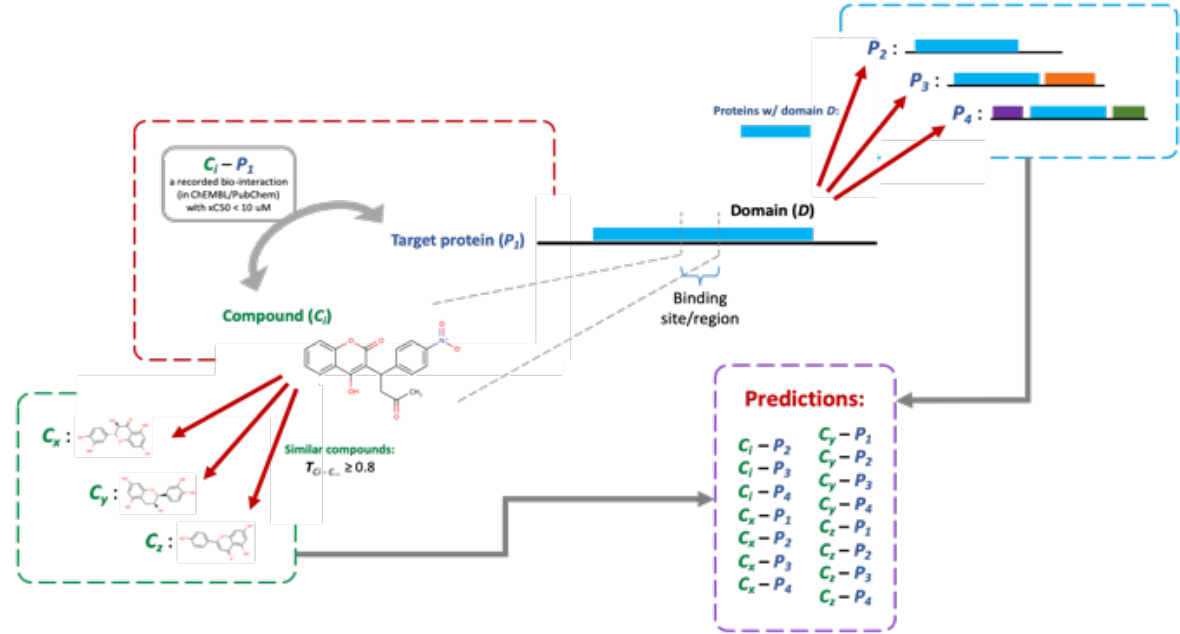 P2 :
P3 :
P4 :
Proteins w/ domain D:
Ci – P1
a recorded bio-interaction
(in ChEMBL/PubChem)
with xC50 < 10 uM
Domain (D)
Target protein (P1)
Binding
site/region
Compound (Ci)
O
N+
O-
O
O
OH
CH3
O
Similar compounds:
TCi - C... ≥ 0.8
Cx :
Cy :
Cz :
Predictions:
Ci – P2
Ci – P3
Ci – P4
Cx – P1
Cx – P2
Cx – P3
Cx – P4
Cy – P1
Cy – P2
Cy – P3
Cy – P4
Cz – P1
Cz – P2
Cz – P3
Cz – P4